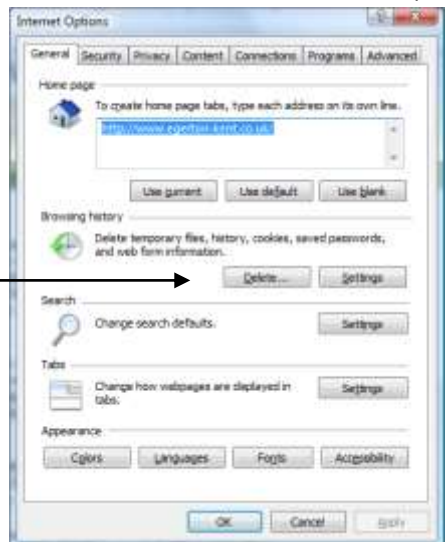 Internet Options
General Security Privacy Content Connections Programs Advanced
Home page
To create home page tabs, type each address on its own line.
http://www.egerton-kent.co.uk/
Use current Use default Use blank
Browsing history
Delete temporary files, history, cookies, saved passwords,
and web form information.
Delete... Settings
Search
Change search defaults.
Settings
Tabs
Change how webpages are displayed in
tabs.
Settings
Appearance
Colors Languages Fonts Accessibility
OK Cancel Apply